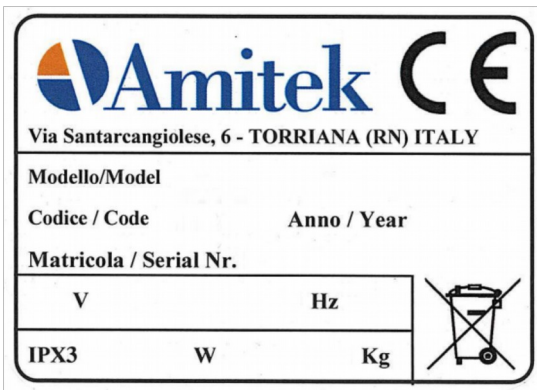 Amitek CE
Via Santarcangiolese, 6 - TORRIANA (RN) ITALY
Modello/Model
Codice / Code Anno / Year
Matricola / Serial Nr.
V Hz
IPX3 W Kg